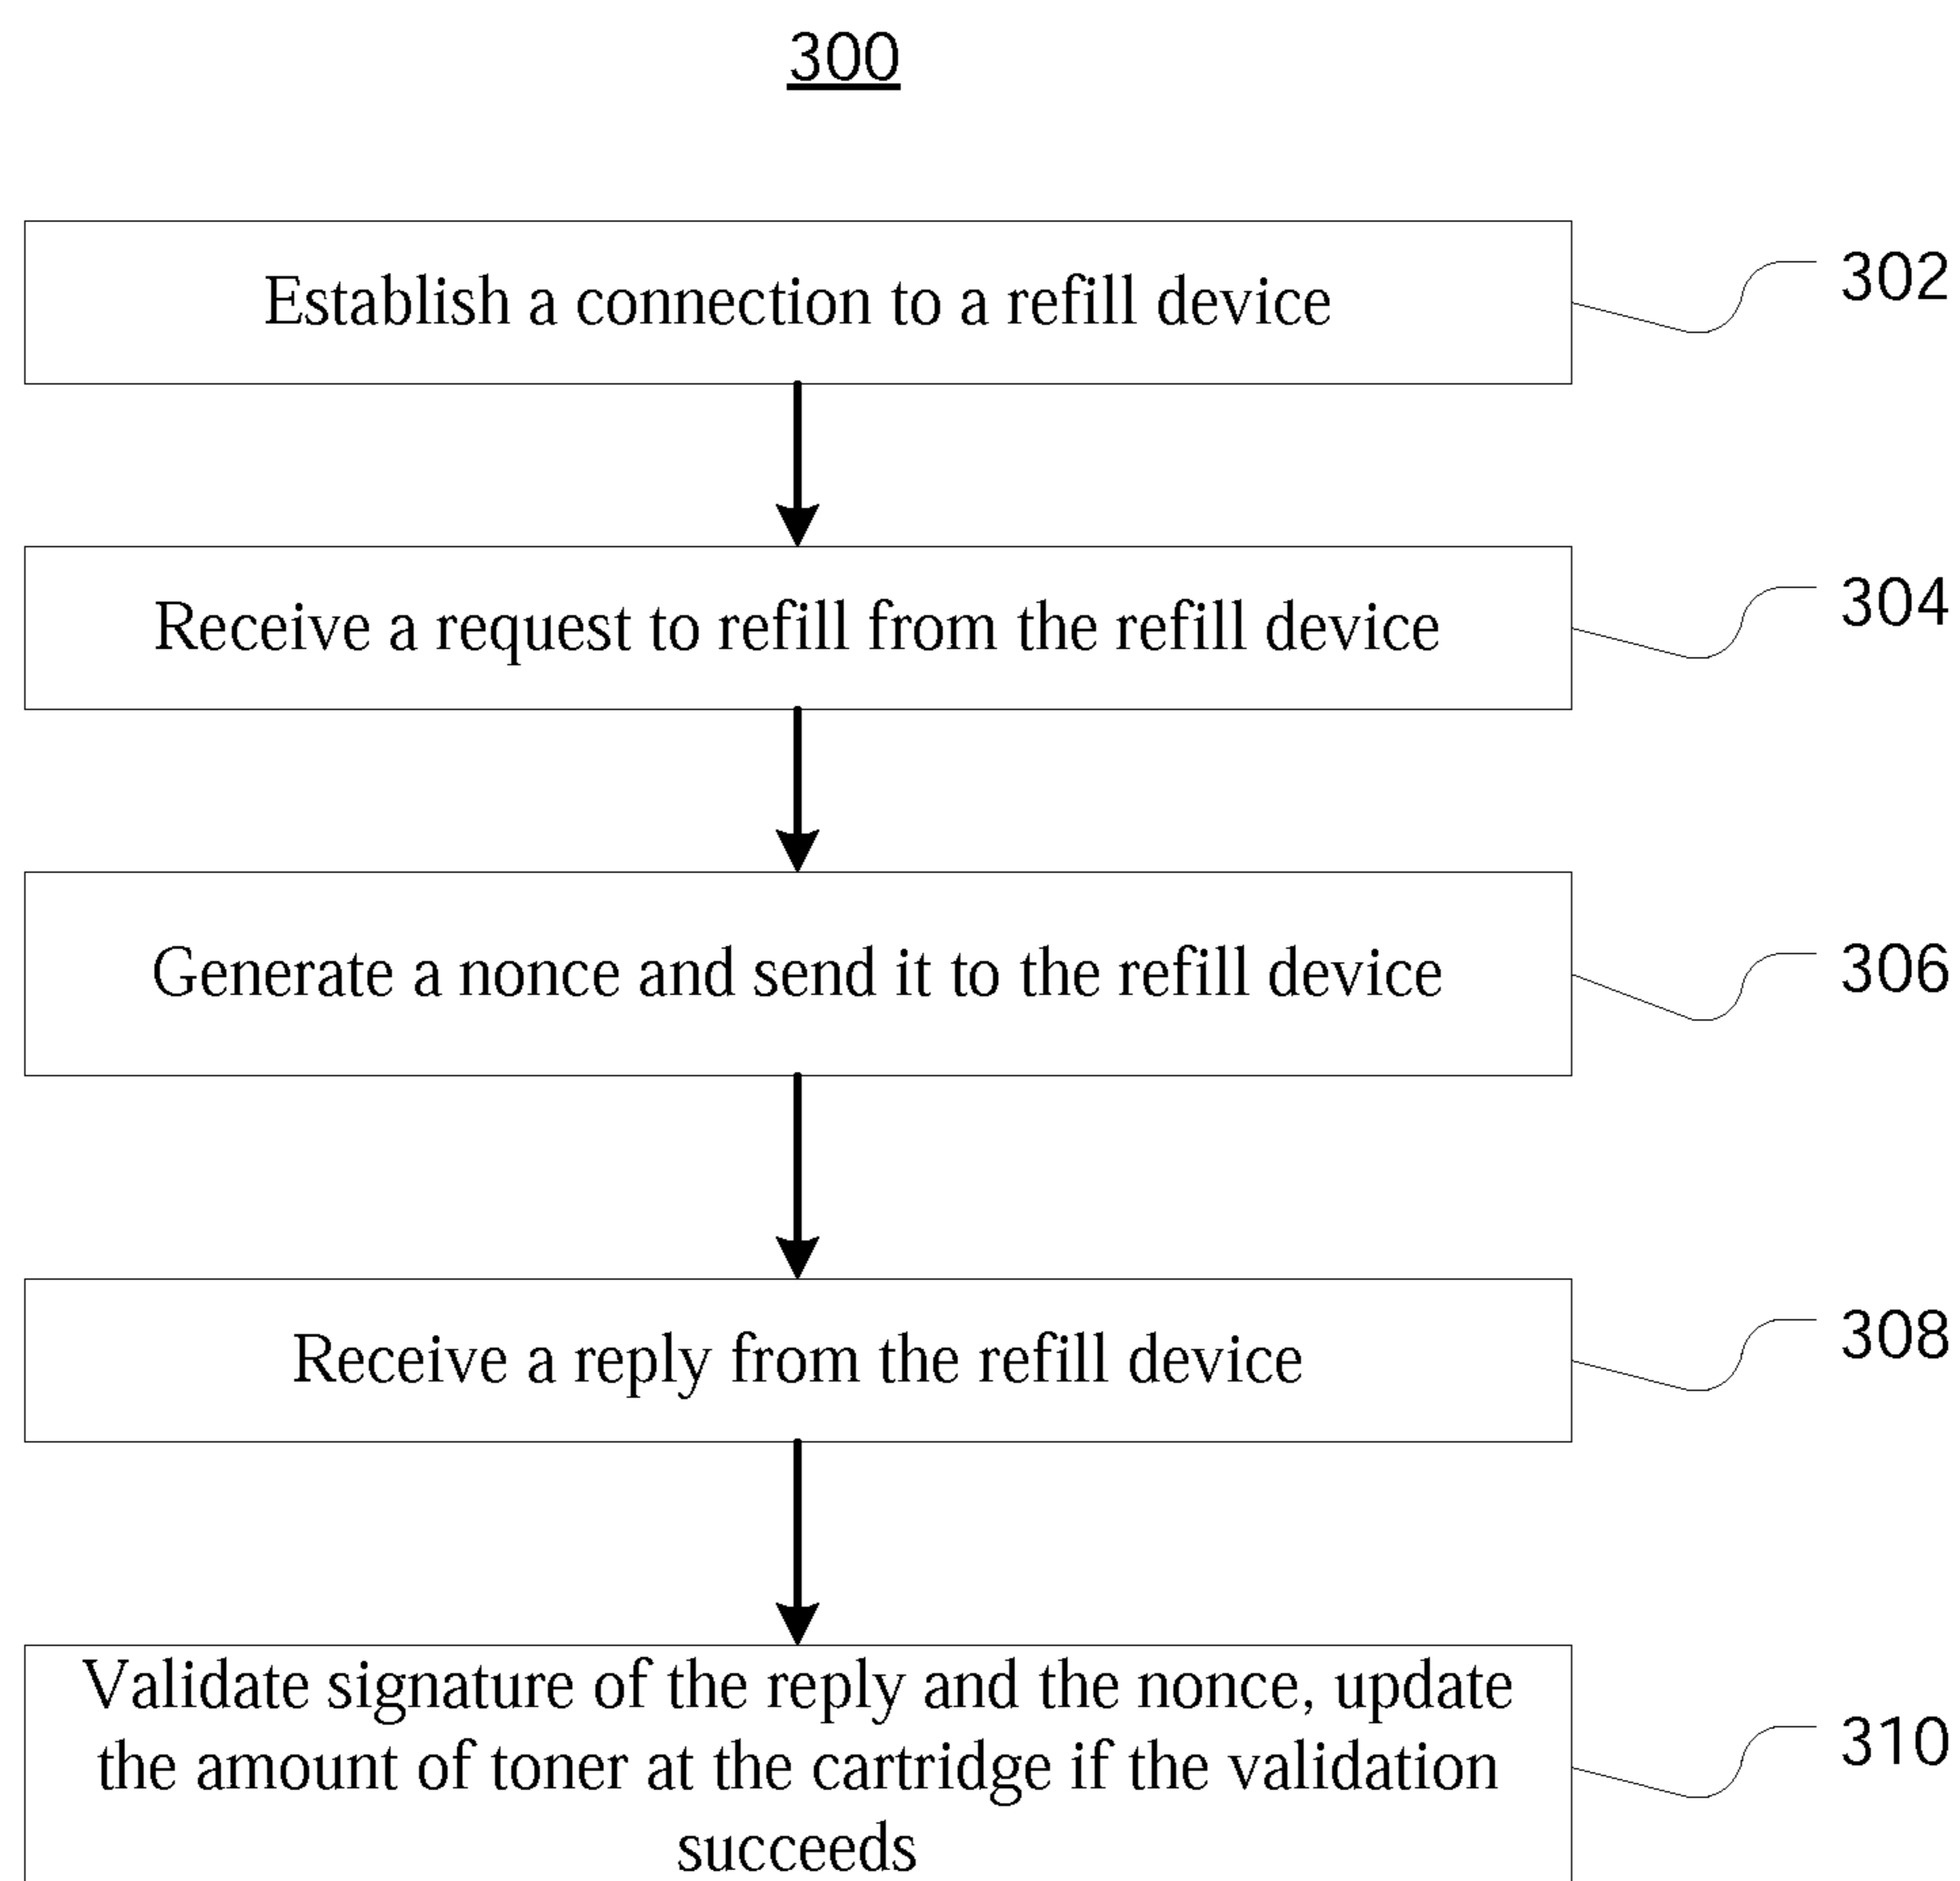 300
Establish a connection to a refill device
302
Receive a request to refill from the refill device
304
Generate a nonce and send it to the refill device
306
Receive a reply from the refill device
308
Validate signature of the reply and the nonce, update
the amount of toner at the cartridge if the validation
succeeds
310